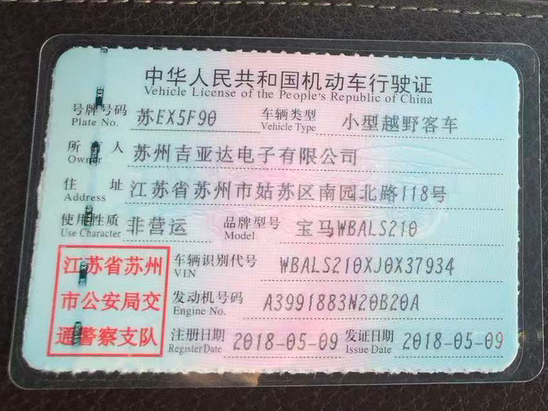 中华人民共和国机动车行驶证
Vehicle License of the People's Republic of China
号牌号码 苏EX5F90 车辆类型 小型越野客车
Plate No. Vehicle Type
所有人 苏州吉亚达电子有限公司
Owner
住址 江苏省苏州市姑苏区南园北路118号
Address
使用性质 非营运 品牌型号 宝马WBALS210
Use Character Model
江苏省苏州
市公安局交
通警察支队
车辆识别代号 WBALS210XJ0X37934
VIN
发动机号码 A3991883N20B20A
Engine No.
注册日期 2018-05-09 发证日期 2018-05-09
Register Date Issue Date